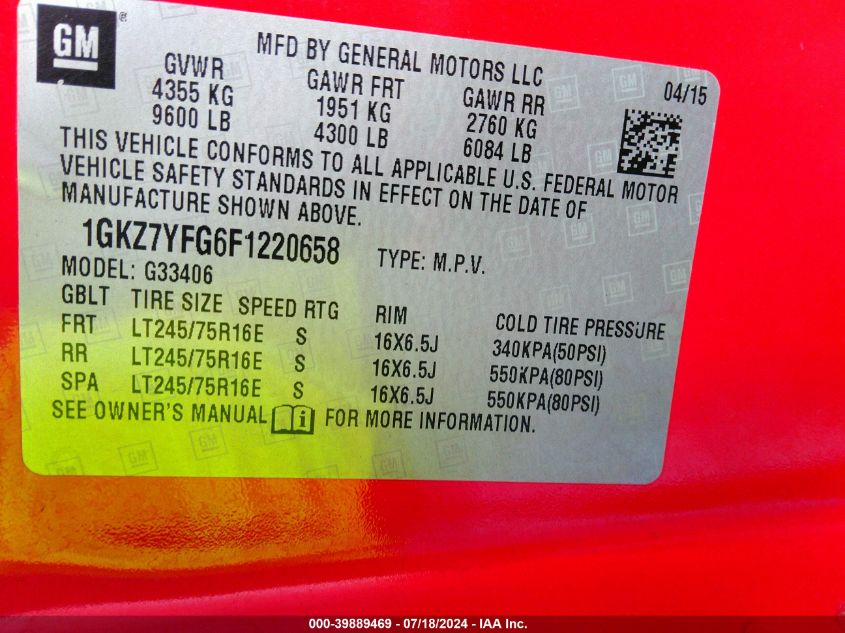 GM ®
MFD BY GENERAL MOTORS LLC
04/15
GVWR GAWR FRT GAWR RR
4355 KG 1951 KG 2760 KG
9600 LB 4300 LB 6084 LB
THIS VEHICLE CONFORMS TO ALL APPLICABLE U.S. FEDERAL MOTOR
VEHICLE SAFETY STANDARDS IN EFFECT ON THE DATE OF
MANUFACTURE SHOWN ABOVE.
1GKZ7YFG6F1220658 TYPE: M.P.V.
MODEL: G33406
GBLT TIRE SIZE SPEED RTG RIM COLD TIRE PRESSURE
FRT LT245/75R16E S 16X6.5J 340KPA(50PSI)
RR LT245/75R16E S 16X6.5J 550KPA(80PSI)
SPA LT245/75R16E S 16X6.5J 550KPA(80PSI)
SEE OWNER'S MANUAL i FOR MORE INFORMATION.
000-39889469 - 07/18/2024 - IAA Inc.